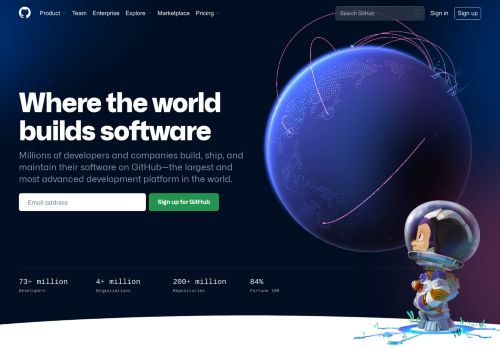 Product Team Enterprise Explore Marketplace Pricing Search GitHub / Sign in Sign up
Where the world
builds software
Millions of developers and companies build, ship, and
maintain their software on GitHub—the largest and
most advanced development platform in the world.
Email address Sign up for GitHub
73+ million 4+ million 200+ million 84%
Developers Organizations Repositories Fortune 100